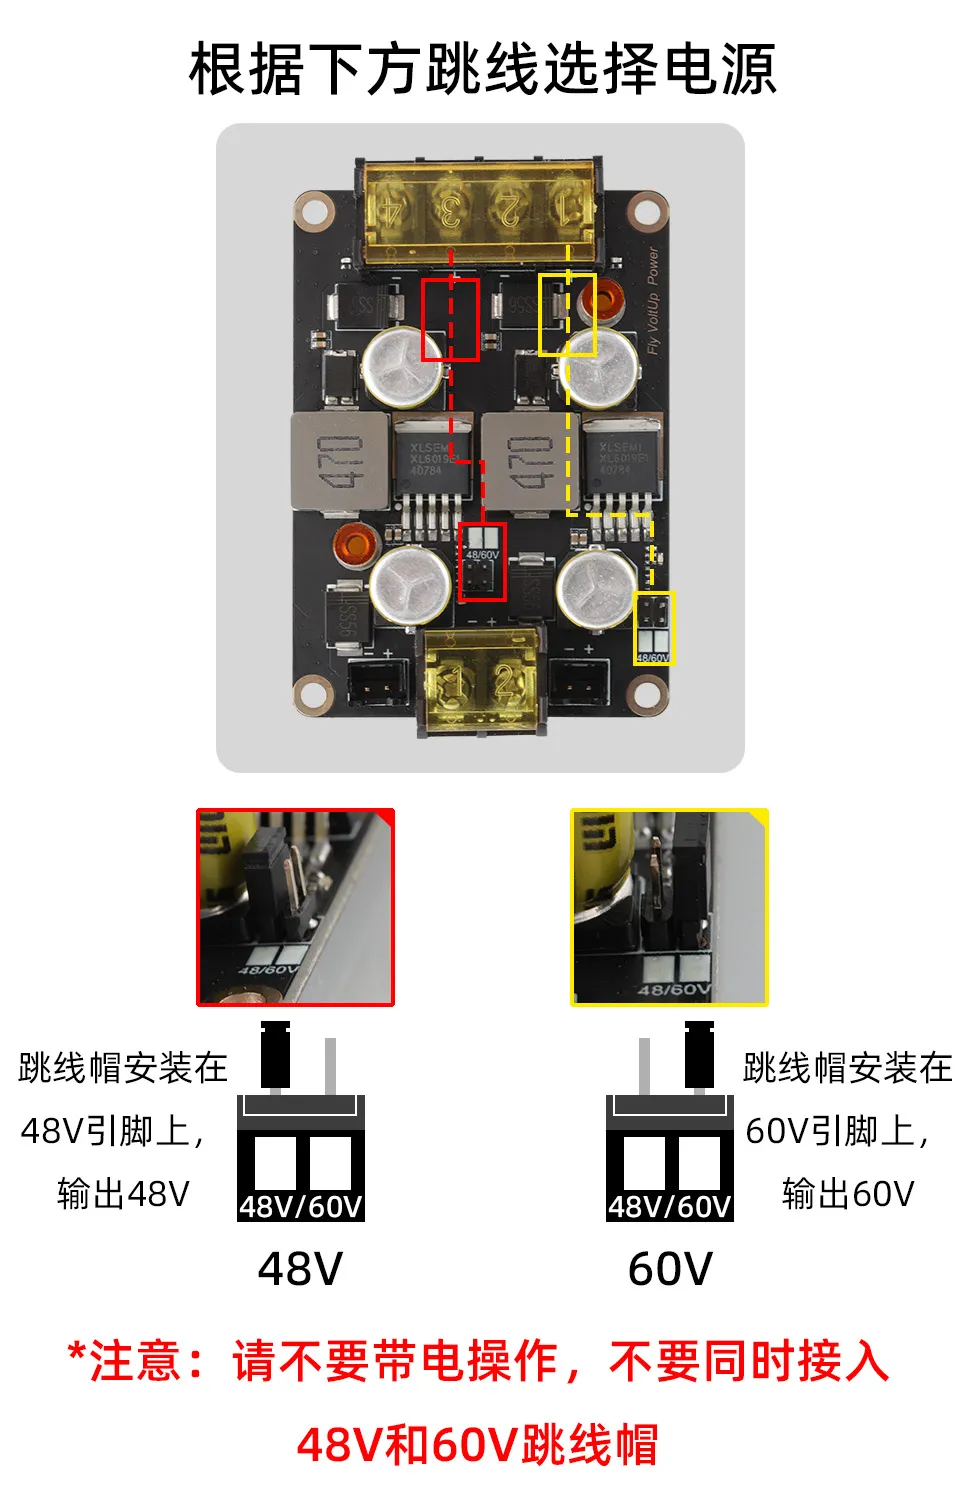 根据下方跳线选择电源
4 3 2 1
Fly VoltUp Power
SS56
470
XLSEMI
XL6019E1
40784
470
XLSEMI
XL6019E1
40784
48/60V
SS56
48/60V
1 2
48/60V
48/60V
跳线帽安装在
48V引脚上，
输出48V
48V/60V
48V
跳线帽安装在
60V引脚上，
输出60V
48V/60V
60V
*注意：请不要带电操作，不要同时接入
48V和60V跳线帽